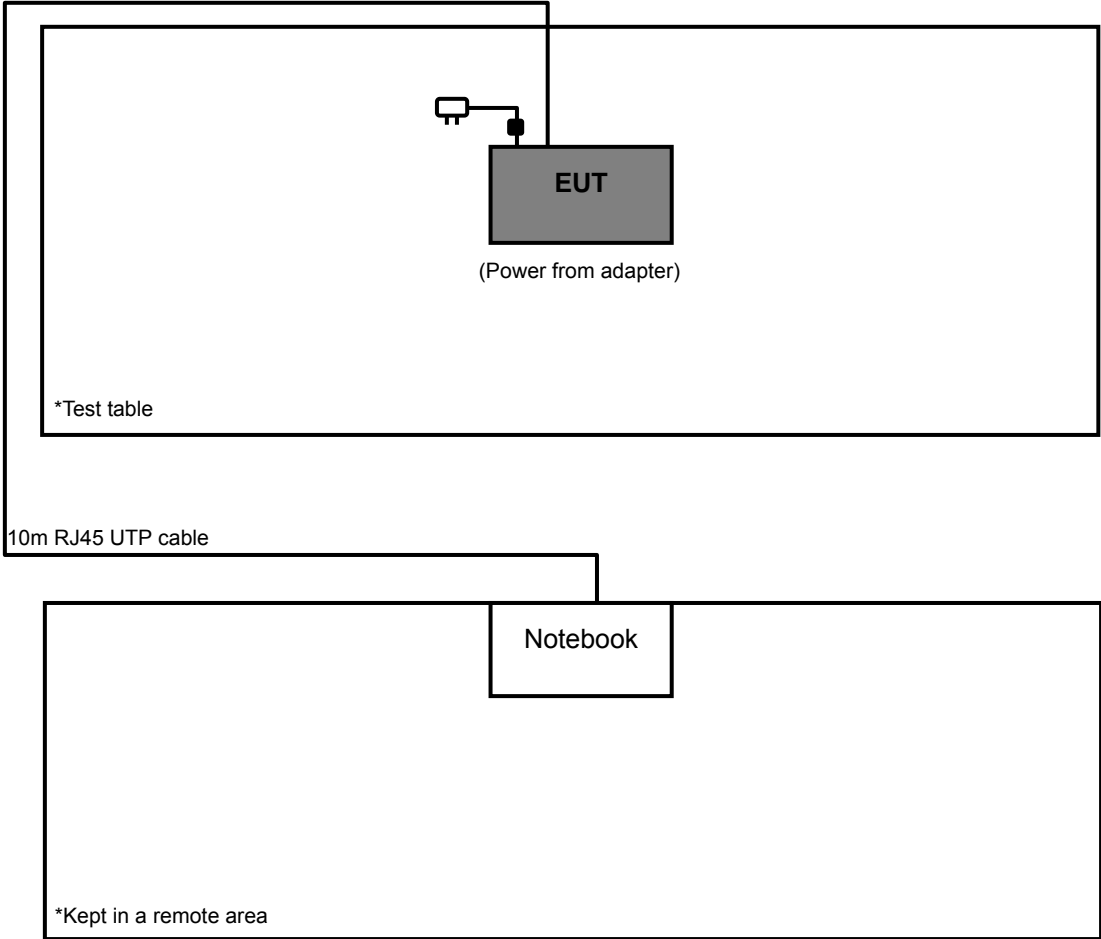 EUT
(Power from adapter)
*Test table
10m RJ45 UTP cable
Notebook
*Kept in a remote area